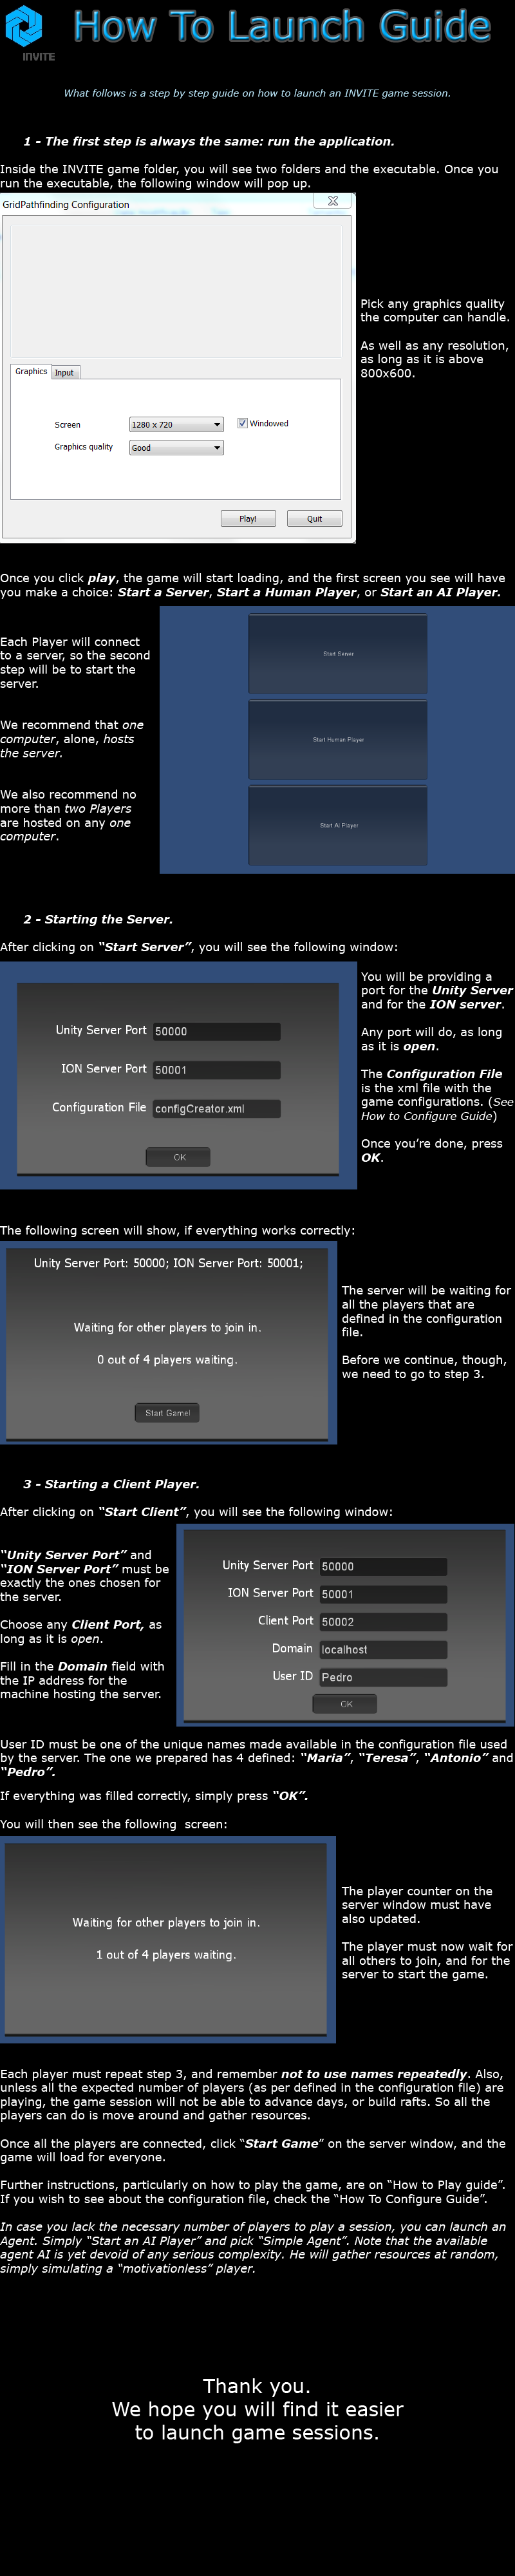 How To Launch Guide
INVITE
What follows is a step by step guide on how to launch an INVITE game session.
1 - The first step is always the same: run the application.
Inside the INVITE game folder, you will see two folders and the executable. Once you
run the executable, the following window will pop up.
GridPathfinding Configuration
Graphics
Input
Screen
1280 x 720
Windowed
Graphics quality
Good
Play!
Quit
Pick any graphics quality
the computer can handle.
As well as any resolution,
as long as it is above
800x600.
Once you click play, the game will start loading, and the first screen you see will have
you make a choice: Start a Server, Start a Human Player, or Start an AI Player.
Each Player will connect
to a server, so the second
step will be to start the
server.
We recommend that one
computer, alone, hosts
the server.
We also recommend no
more than two Players
are hosted on any one
computer.
Start Server
Start Human Player
Start AI Player
2 - Starting the Server.
After clicking on “Start Server”, you will see the following window:
Unity Server Port
50000
ION Server Port
50001
Configuration File
configCreator.xml
OK
You will be providing a
port for the Unity Server
and for the ION server.
Any port will do, as long
as it is open.
The Configuration File
is the xml file with the
game configurations. (See
How to Configure Guide)
Once you’re done, press
OK.
The following screen will show, if everything works correctly:
Unity Server Port: 50000; ION Server Port: 50001;
Waiting for other players to join in.
0 out of 4 players waiting.
Start Game!
The server will be waiting for
all the players that are
defined in the configuration
file.
Before we continue, though,
we need to go to step 3.
3 - Starting a Client Player.
After clicking on “Start Client”, you will see the following window:
“Unity Server Port” and
“ION Server Port” must be
exactly the ones chosen for
the server.
Choose any Client Port, as
long as it is open.
Fill in the Domain field with
the IP address for the
machine hosting the server.
Unity Server Port
50000
ION Server Port
50001
Client Port
50002
Domain
localhost
User ID
Pedro
OK
User ID must be one of the unique names made available in the configuration file used
by the server. The one we prepared has 4 defined: “Maria”, “Teresa”, “Antonio” and
“Pedro”.
If everything was filled correctly, simply press “OK”.
You will then see the following  screen:
Waiting for other players to join in.
1 out of 4 players waiting.
The player counter on the
server window must have
also updated.
The player must now wait for
all others to join, and for the
server to start the game.
Each player must repeat step 3, and remember not to use names repeatedly. Also,
unless all the expected number of players (as per defined in the configuration file) are
playing, the game session will not be able to advance days, or build rafts. So all the
players can do is move around and gather resources.
Once all the players are connected, click “Start Game” on the server window, and the
game will load for everyone.
Further instructions, particularly on how to play the game, are on “How to Play guide”.
If you wish to see about the configuration file, check the “How To Configure Guide”.
In case you lack the necessary number of players to play a session, you can launch an
Agent. Simply “Start an AI Player” and pick “Simple Agent”. Note that the available
agent AI is yet devoid of any serious complexity. He will gather resources at random,
simply simulating a “motivationless” player.
Thank you.
We hope you will find it easier
to launch game sessions.